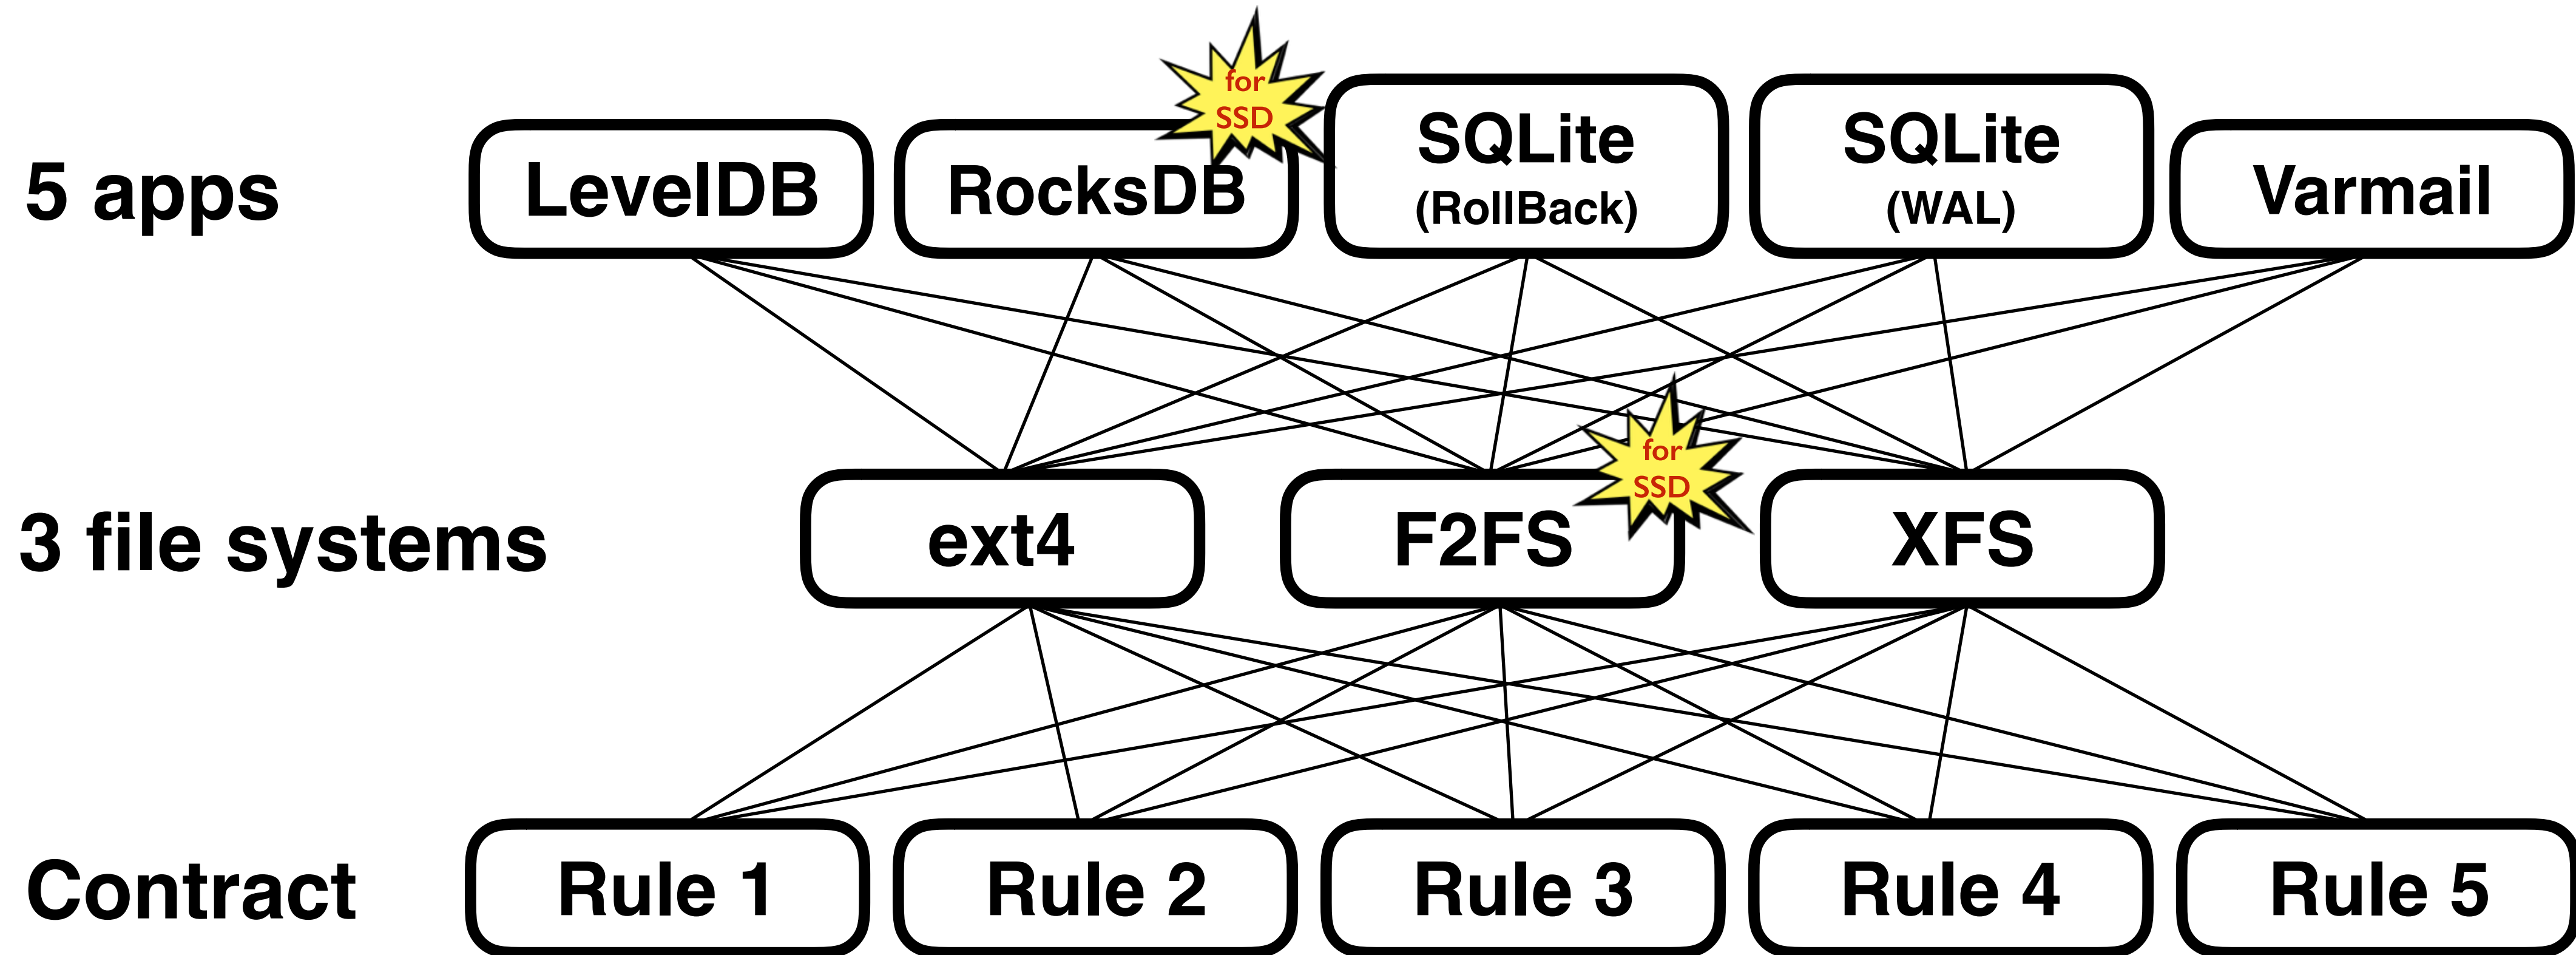 for
SSD
5 apps
LevelDB
RocksDB
SQLite
(RollBack)
SQLite
(WAL)
Varmail
for
SSD
3 file systems
ext4
F2FS
XFS
Contract
Rule 1
Rule 2
Rule 3
Rule 4
Rule 5